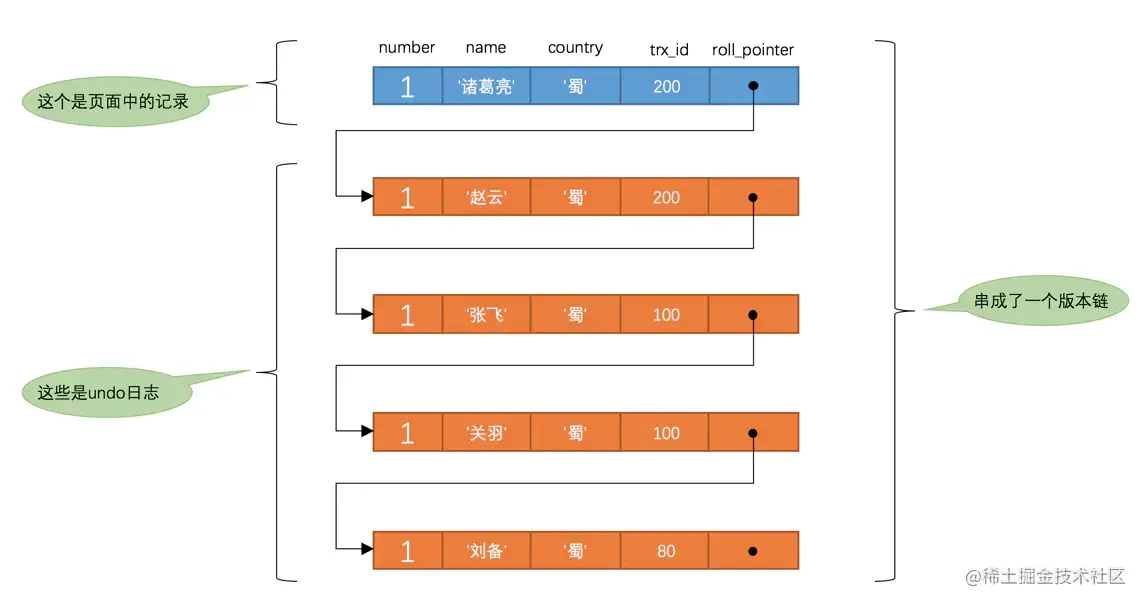 number name country trx_id roll_pointer
1 '诸葛亮' '蜀' 200
这个是页面中的记录
1 '赵云' '蜀' 200
1 '张飞' '蜀' 100
串成了一个版本链
这些是undo日志
1 '关羽' '蜀' 100
1 '刘备' '蜀' 80
@稀土掘金技术社区